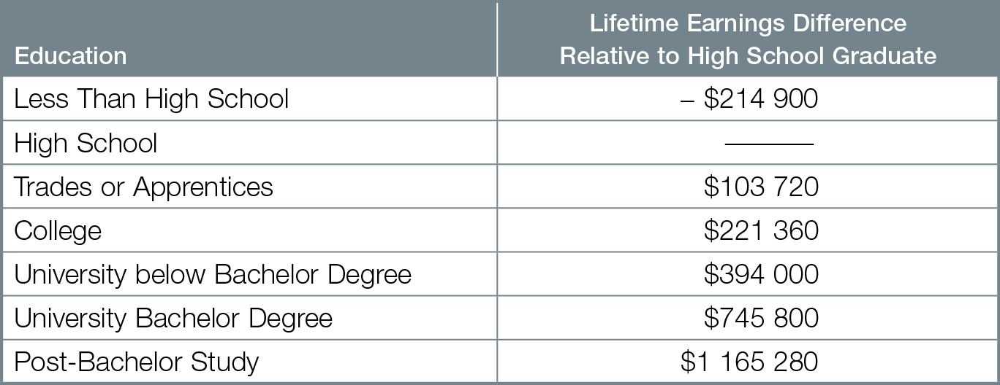 Education
Lifetime Earnings Difference
Relative to High School Graduate
Less Than High School – $214 900
High School ———
Trades or Apprentices $103 720
College $221 360
University below Bachelor Degree $394 000
University Bachelor Degree $745 800
Post-Bachelor Study $1 165 280